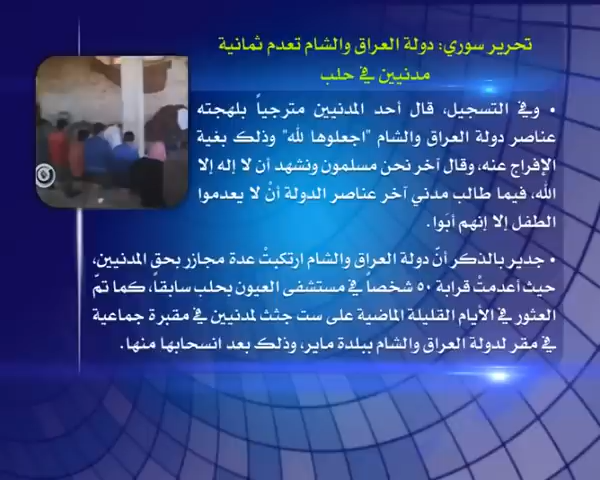 تحرير سوري: دولة العراق والشام تعدم ثمانية
مدنيين في حلب
• وفي التسجيل، قال أحد المدنيين مترجياً بلهجته
عناصر دولة العراق والشام "اجعلوها لله" وذلك بغية
الإفراج عنه، وقال آخر نحن مسلمون ونشهد أن لا إله إلا
الله، فيما طالب مدني آخر عناصر الدولة أنْ لا يعدموا
الطفل إلا إنهم أبَوا.
• جدير بالذكر أنّ دولة العراق والشام ارتكبتْ عدة مجازر بحق المدنيين،
حيث أعدمتْ قرابة ٥٠ شخصاً في مستشفى العيون بحلب سابقاً، كما تمّ
العثور في الأيام القليلة الماضية على ست جثث لمدنيين في مقبرة جماعية
في مقر لدولة العراق والشام ببلدة ماير، وذلك بعد انسحابها منها.